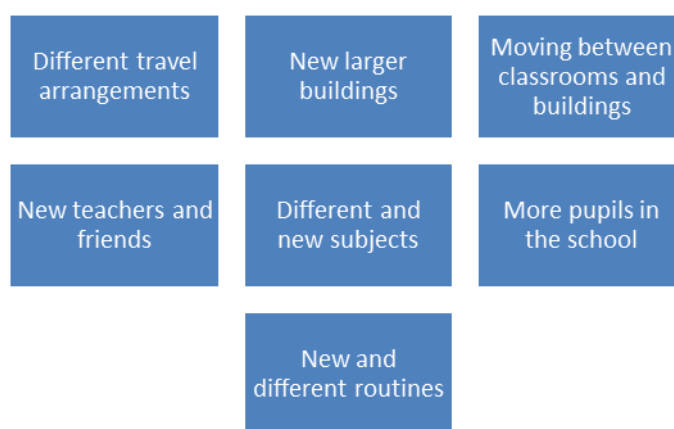 Different travel
arrangements
New larger
buildings
Moving between
classrooms and
buildings
New teachers and
friends
Different and
new subjects
More pupils in
the school
New and
different routines